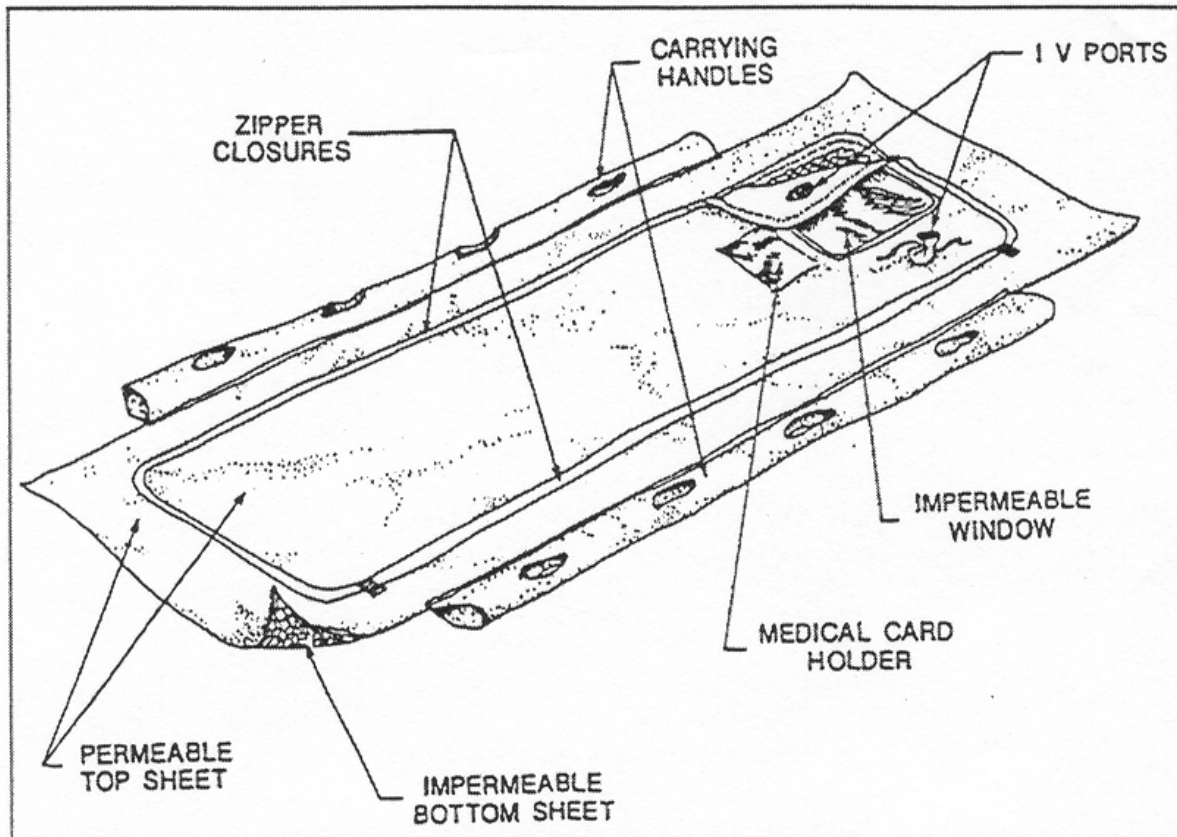 CARRYING
HANDLES
I V PORTS
ZIPPER
CLOSURES
IMPERMEABLE
WINDOW
MEDICAL CARD
HOLDER
PERMEABLE
TOP SHEET
IMPERMEABLE
BOTTOM SHEET